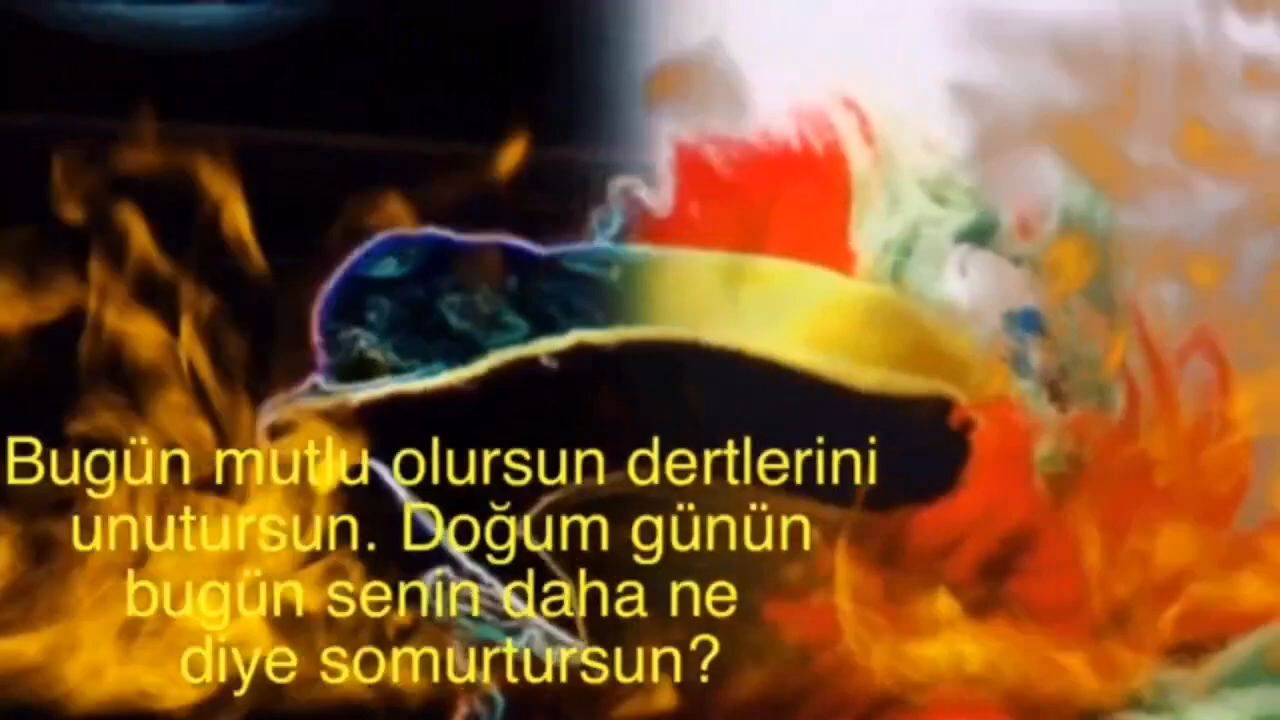 Bugün mutlu olursun dertlerini
unutursun. Doğum günün
bugün senin daha ne
diye somurtursun?